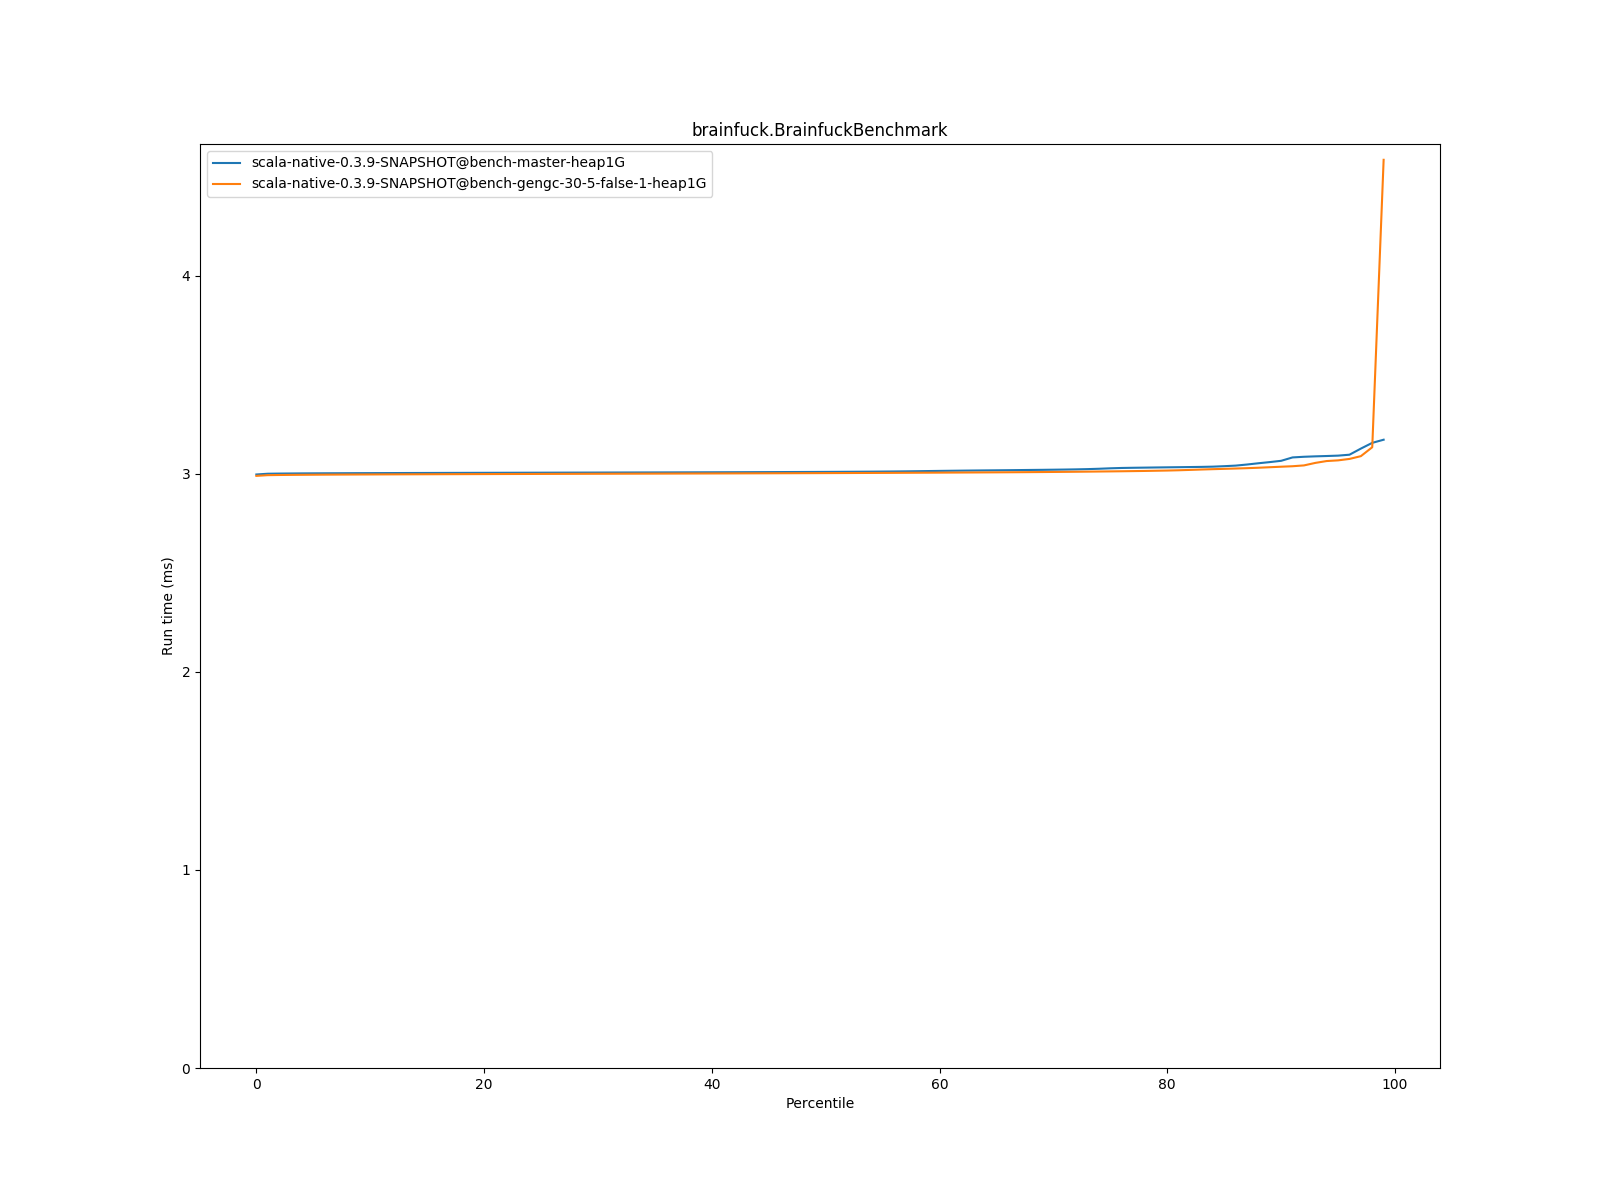 brainfuck.BrainfuckBenchmark
scala-native-0.3.9-SNAPSHOT@bench-master-heap1G
scala-native-0.3.9-SNAPSHOT@bench-gengc-30-5-false-1-heap1G
4
3
2
1
0
Run time (ms)
0 20 40 60 80 100
Percentile